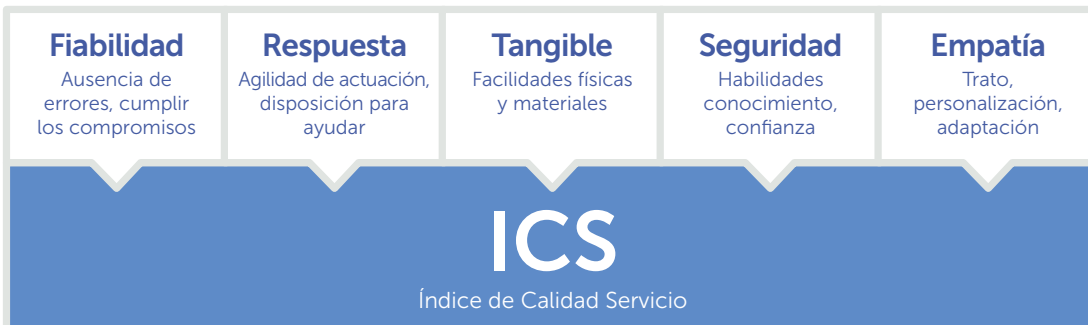 Fiabilidad
Ausencia de
errores, cumplir
los compromisos
Respuesta
Agilidad de actuación,
disposición para
ayudar
Tangible
Facilidades físicas
y materiales
Seguridad
Habilidades
conocimiento,
confianza
Empatía
Trato,
personalización,
adaptación
ICS
Índice de Calidad Servicio